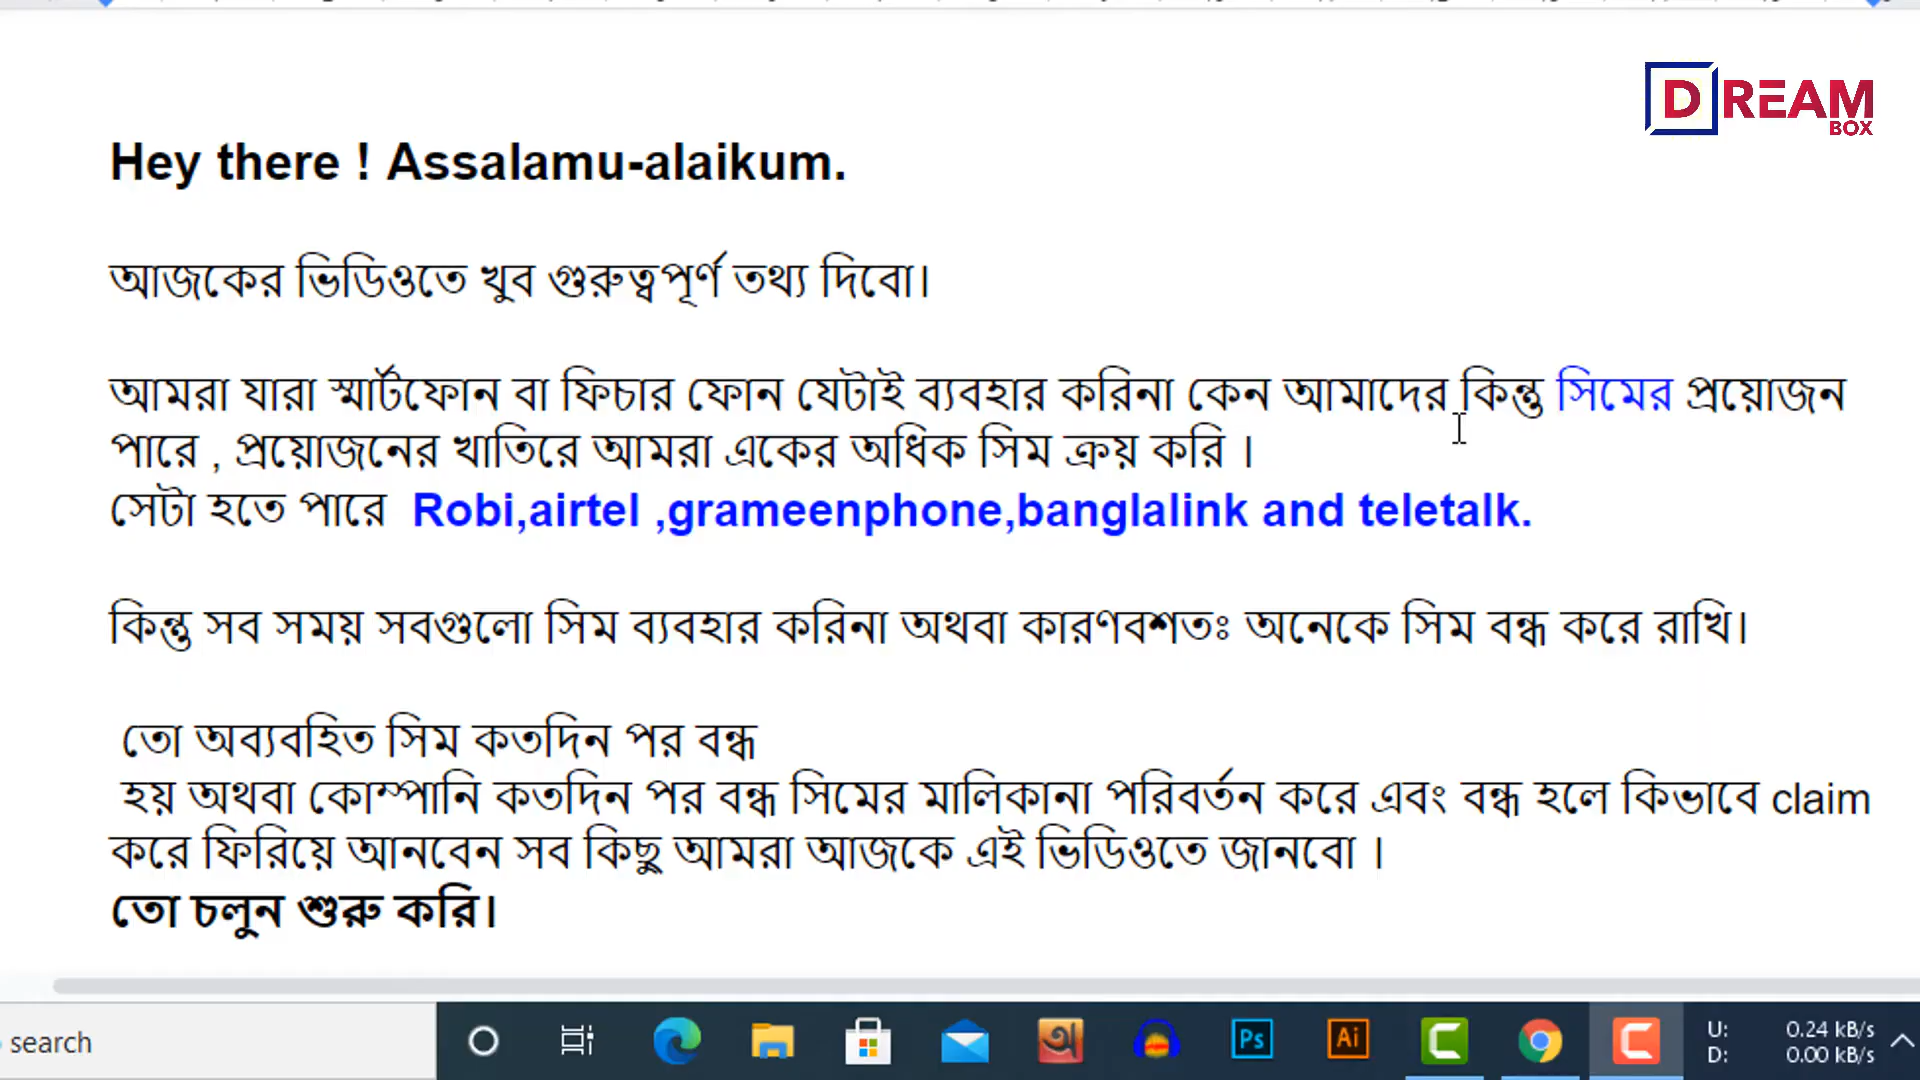 DREAM
BOX
Hey there ! Assalamu-alaikum.
আজকের ভিডিওতে খুব গুরুত্বপূর্ণ তথ্য দিবো।
আমরা যারা স্মার্টফোন বা ফিচার ফোন যেটাই ব্যবহার করিনা কেন আমাদের কিন্তু সিমের প্রয়োজন
পারে , প্রয়োজনের খাতিরে আমরা একের অধিক সিম ক্রয় করি ।
সেটা হতে পারে Robi,airtel ,grameenphone,banglalink and teletalk.
কিন্তু সব সময় সবগুলো সিম ব্যবহার করিনা অথবা কারণবশতঃ অনেকে সিম বন্ধ করে রাখি।
তো অব্যবহিত সিম কতদিন পর বন্ধ
হয় অথবা কোম্পানি কতদিন পর বন্ধ সিমের মালিকানা পরিবর্তন করে এবং বন্ধ হলে কিভাবে claim
করে ফিরিয়ে আনবেন সব কিছু আমরা আজকে এই ভিডিওতে জানবো ।
তো চলুন শুরু করি।
search
অ
Ps
Ai
U: 0.24 kB/s
D: 0.00 kB/s